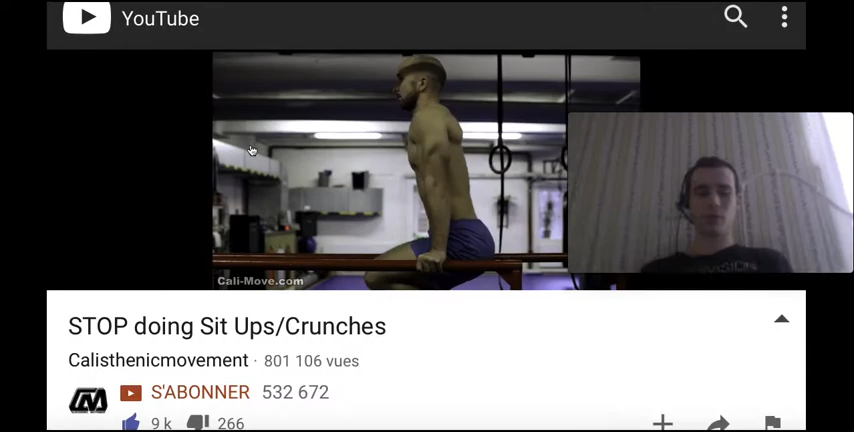 YouTube
Cali-Move.com
STOP doing Sit Ups/Crunches
Calisthenicmovement · 801 106 vues
S'ABONNER 532 672
9 k 266